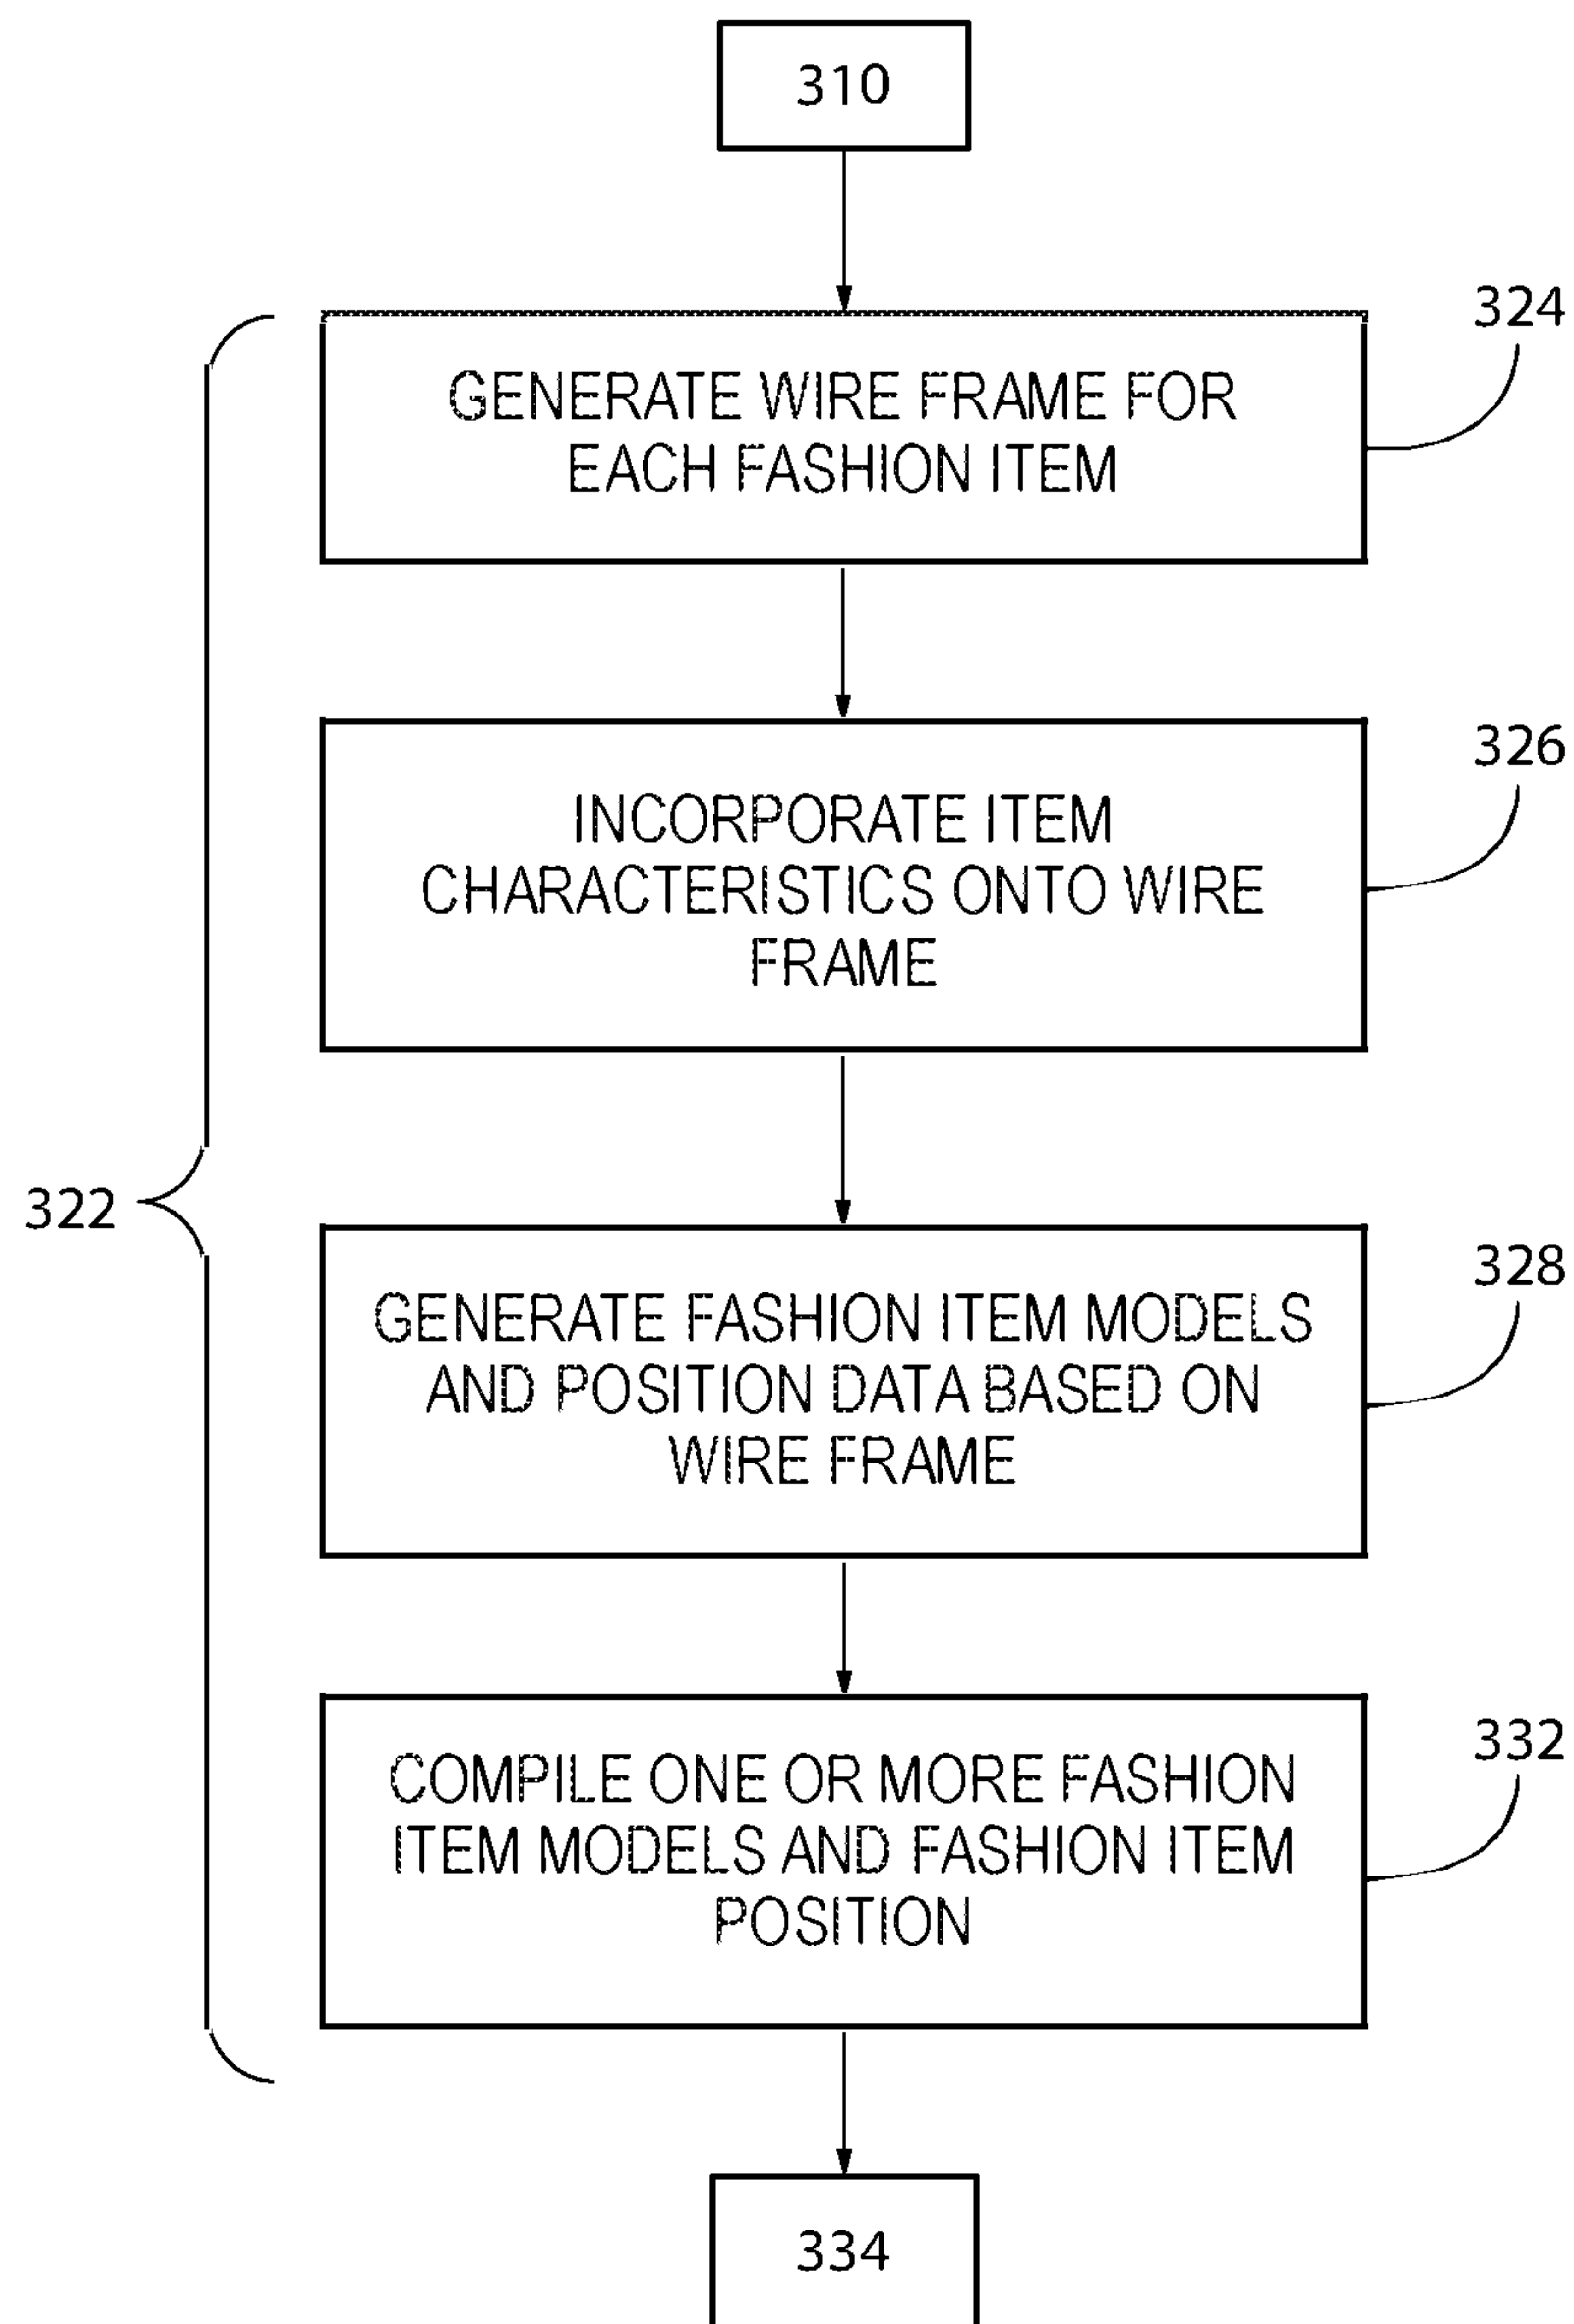 310
324
GENERATE WIRE FRAME FOR
EACH FASHION ITEM
326
INCORPORATE ITEM
CHARACTERISTICS ONTO WIRE
FRAME
322
328
GENERATE FASHION ITEM MODELS
AND POSITION DATA BASED ON
WIRE FRAME
332
COMPILE ONE OR MORE FASHION
ITEM MODELS AND FASHION ITEM
POSITION
334